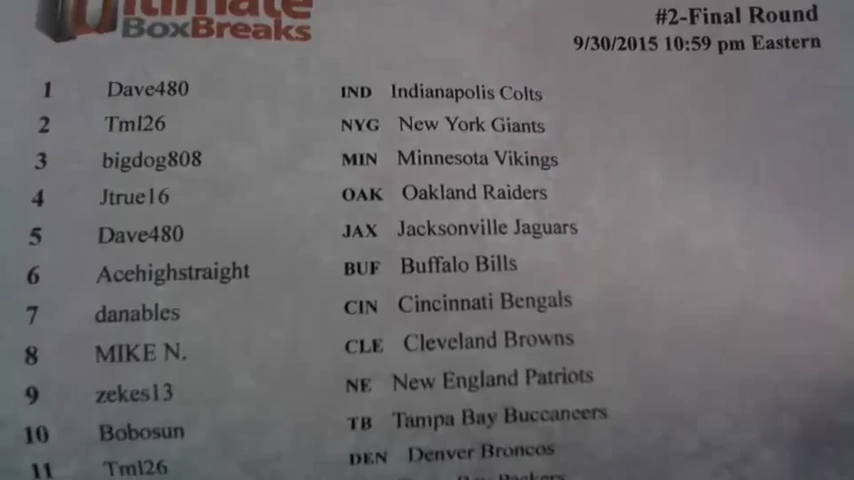 Ultimate
BoxBreaks
#2-Final Round
9/30/2015 10:59 pm Eastern
1 Dave480 IND Indianapolis Colts
2 Tml26 NYG New York Giants
3 bigdog808 MIN Minnesota Vikings
4 Jtrue16 OAK Oakland Raiders
5 Dave480 JAX Jacksonville Jaguars
6 Acehighstraight BUF Buffalo Bills
7 danables CIN Cincinnati Bengals
8 MIKE N. CLE Cleveland Browns
9 zekes13 NE New England Patriots
10 Bobosun TB Tampa Bay Buccaneers
11 Tml26 DEN Denver Broncos